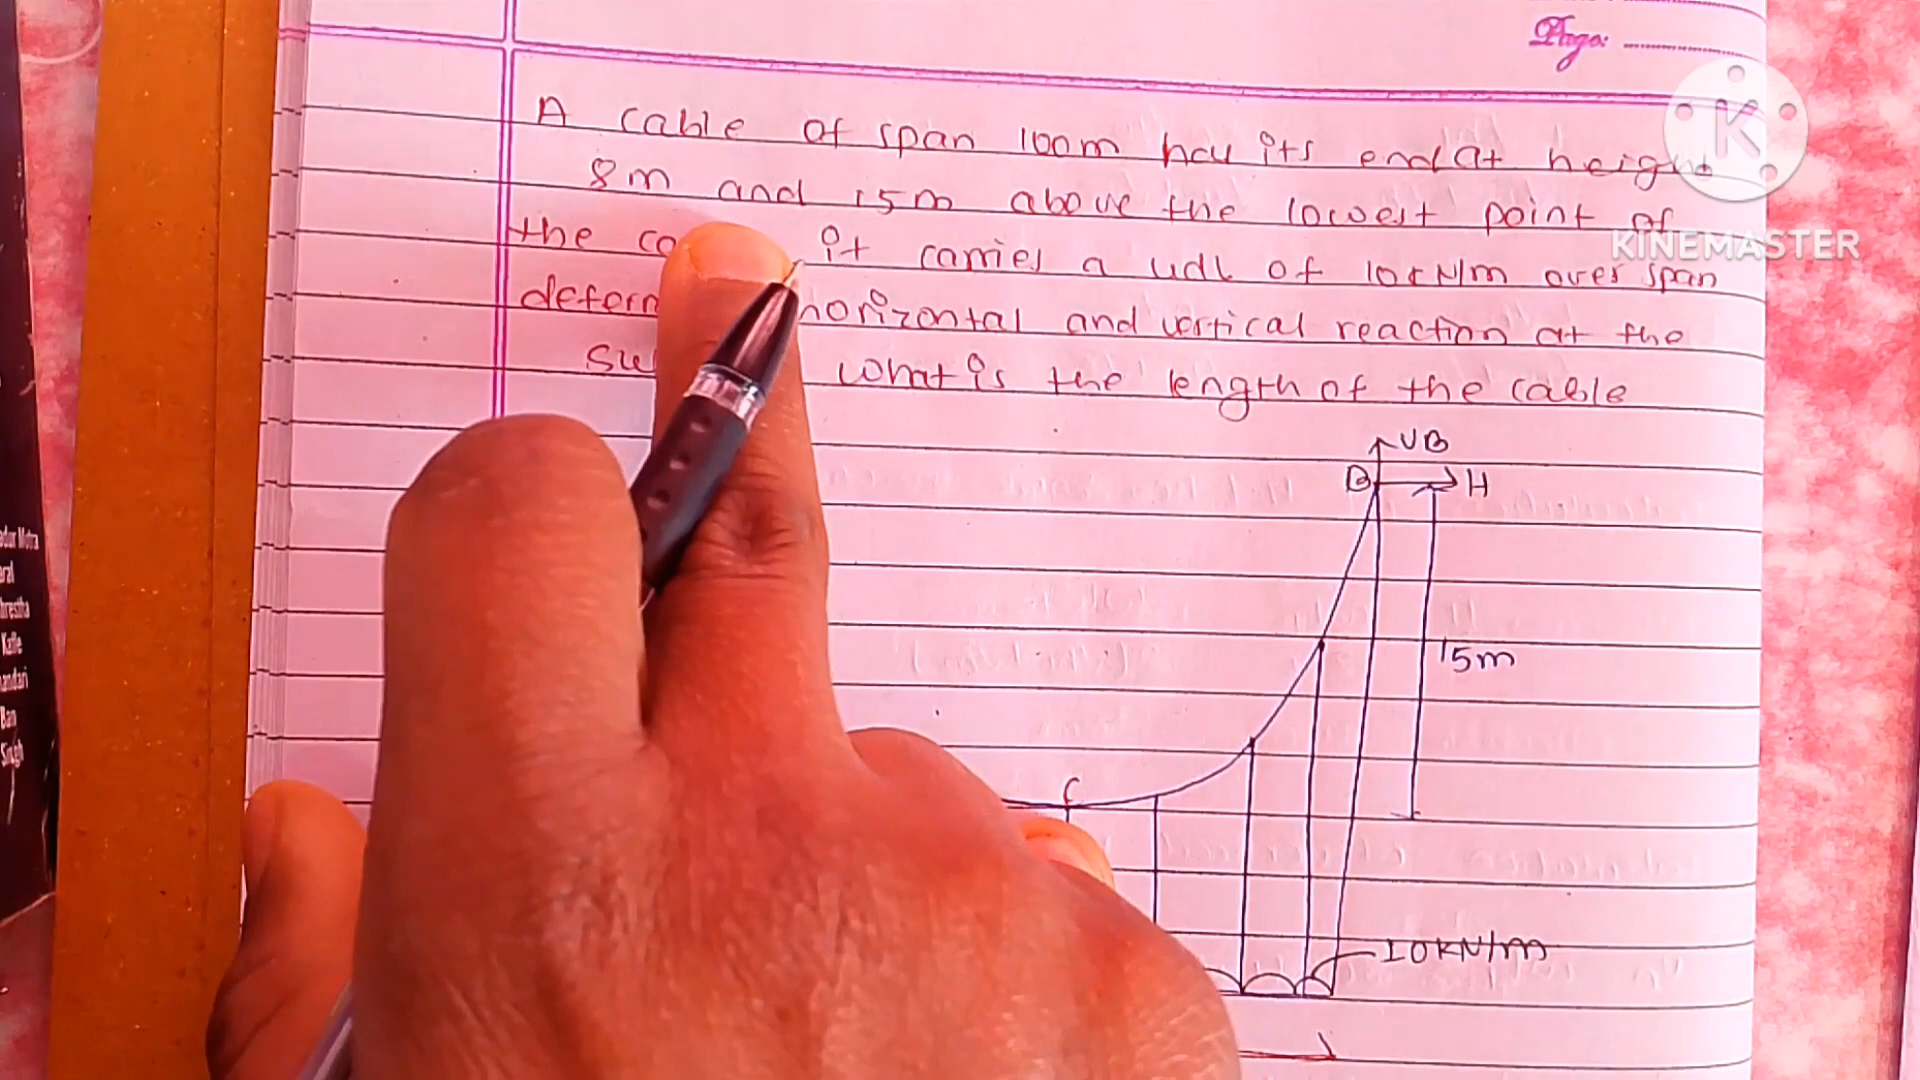 Page:
A cable of span 100m has its end at height
8m and 15m above the lowest point of
the it carries a udl of 10kN/m over span
horizontal and vertical reaction at the
what is the length of the cable
K
KINEMASTER
VB
B H
15m
C
10KN/m